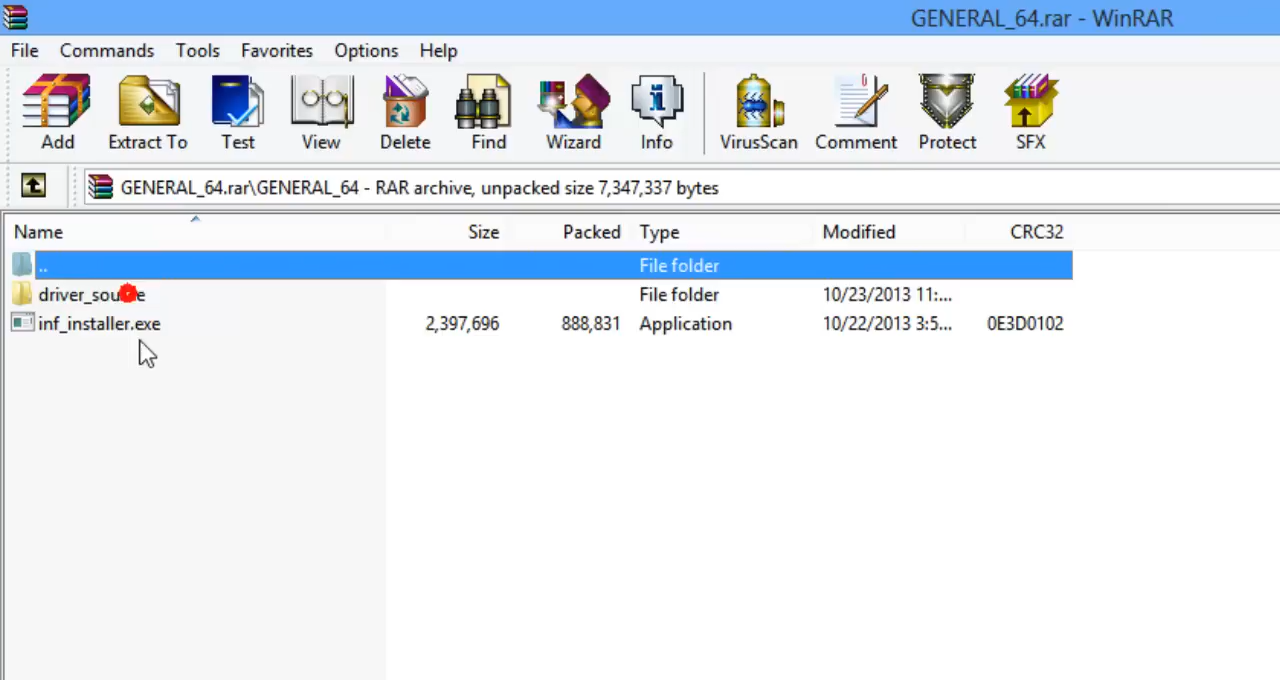 GENERAL_64.rar - WinRAR
File Commands Tools Favorites Options Help
Add Extract To Test View Delete Find Wizard Info VirusScan Comment Protect SFX
GENERAL_64.rar\GENERAL_64 - RAR archive, unpacked size 7,347,337 bytes
Name Size Packed Type Modified CRC32
.. File folder
driver_source File folder 10/23/2013 11:...
inf_installer.exe 2,397,696 888,831 Application 10/22/2013 3:5... 0E3D0102